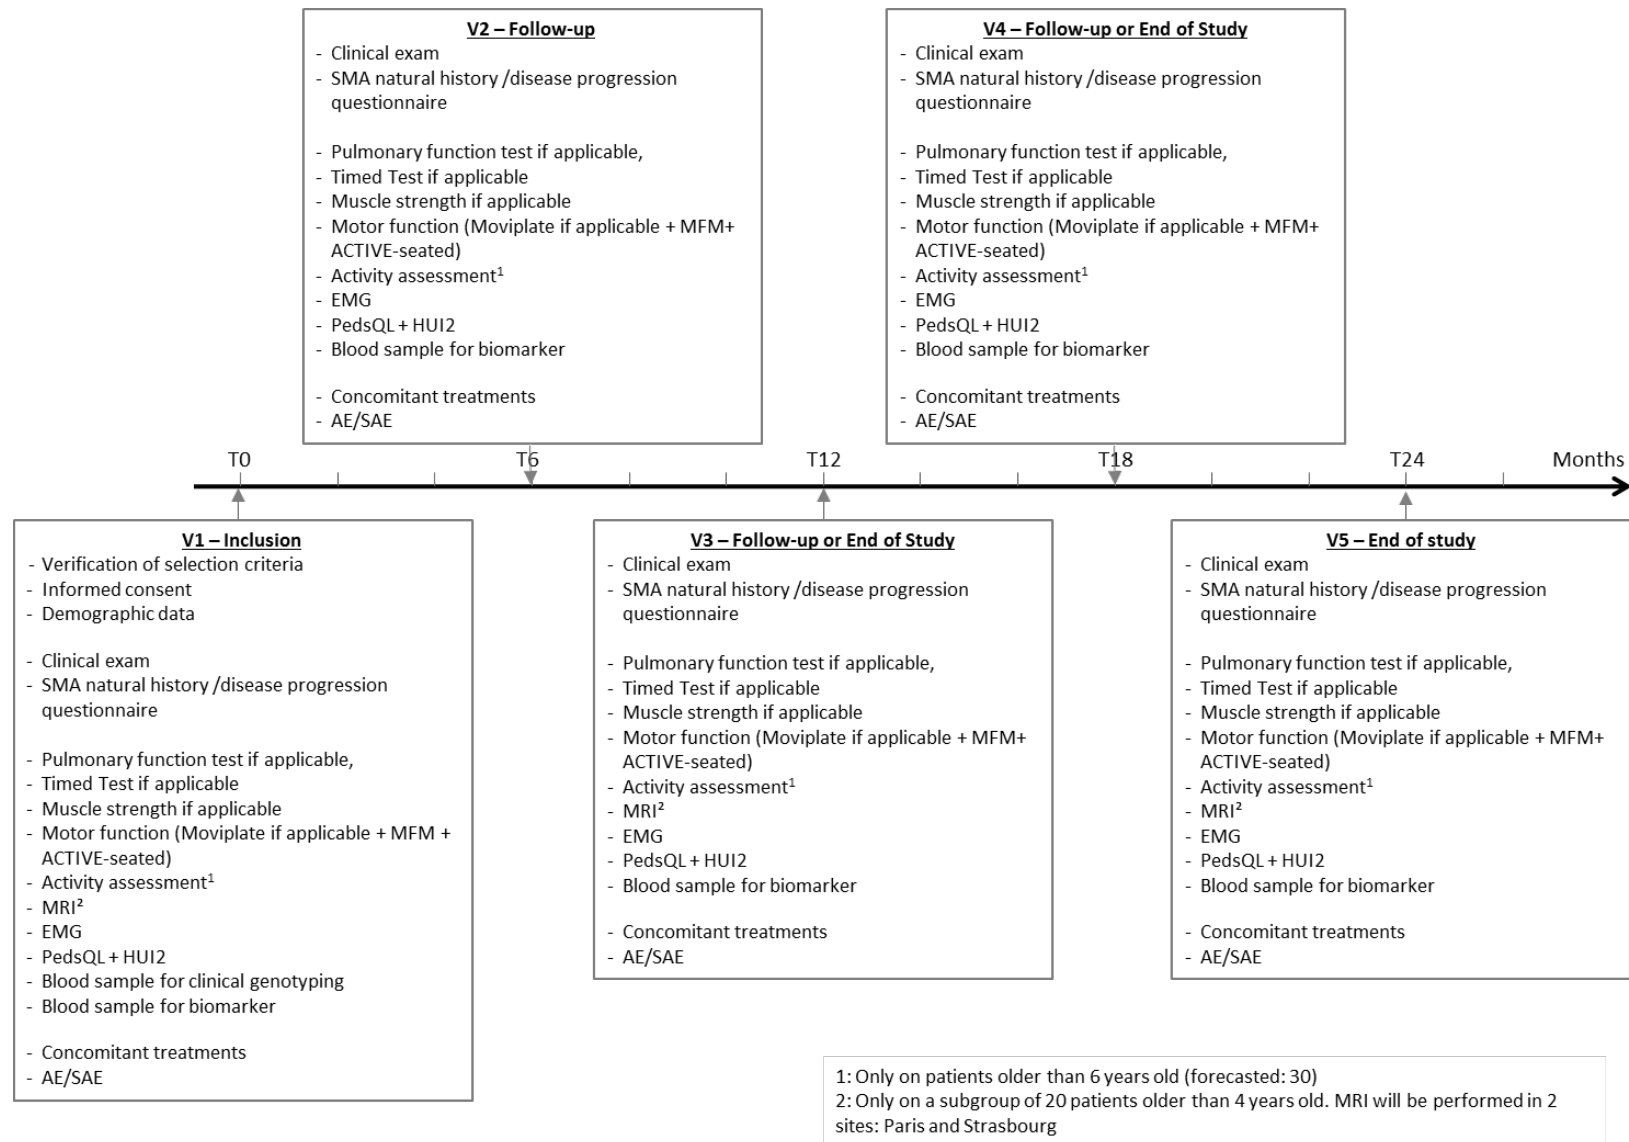 V2 – Follow-up
- Clinical exam
- SMA natural history /disease progression
questionnaire
- Pulmonary function test if applicable,
- Timed Test if applicable
- Muscle strength if applicable
- Motor function (Moviplate if applicable + MFM+
ACTIVE-seated)
- Activity assessment¹
- EMG
- PedsQL + HUI2
- Blood sample for biomarker
- Concomitant treatments
- AE/SAE
V4 – Follow-up or End of Study
- Clinical exam
- SMA natural history /disease progression
questionnaire
- Pulmonary function test if applicable,
- Timed Test if applicable
- Muscle strength if applicable
- Motor function (Moviplate if applicable + MFM+
ACTIVE-seated)
- Activity assessment¹
- EMG
- PedsQL + HUI2
- Blood sample for biomarker
- Concomitant treatments
- AE/SAE
T0 T6 T12 T18 T24 Months
V1 – Inclusion
- Verification of selection criteria
- Informed consent
- Demographic data
- Clinical exam
- SMA natural history /disease progression
questionnaire
- Pulmonary function test if applicable,
- Timed Test if applicable
- Muscle strength if applicable
- Motor function (Moviplate if applicable + MFM +
ACTIVE-seated)
- Activity assessment¹
- MRI²
- EMG
- PedsQL + HUI2
- Blood sample for clinical genotyping
- Blood sample for biomarker
- Concomitant treatments
- AE/SAE
V3 – Follow-up or End of Study
- Clinical exam
- SMA natural history /disease progression
questionnaire
- Pulmonary function test if applicable,
- Timed Test if applicable
- Muscle strength if applicable
- Motor function (Moviplate if applicable + MFM+
ACTIVE-seated)
- Activity assessment¹
- MRI²
- EMG
- PedsQL + HUI2
- Blood sample for biomarker
- Concomitant treatments
- AE/SAE
V5 – End of study
- Clinical exam
- SMA natural history /disease progression
questionnaire
- Pulmonary function test if applicable,
- Timed Test if applicable
- Muscle strength if applicable
- Motor function (Moviplate if applicable + MFM+
ACTIVE-seated)
- Activity assessment¹
- MRI²
- EMG
- PedsQL + HUI2
- Blood sample for biomarker
- Concomitant treatments
- AE/SAE
1: Only on patients older than 6 years old (forecasted: 30)
2: Only on a subgroup of 20 patients older than 4 years old. MRI will be performed in 2
sites: Paris and Strasbourg